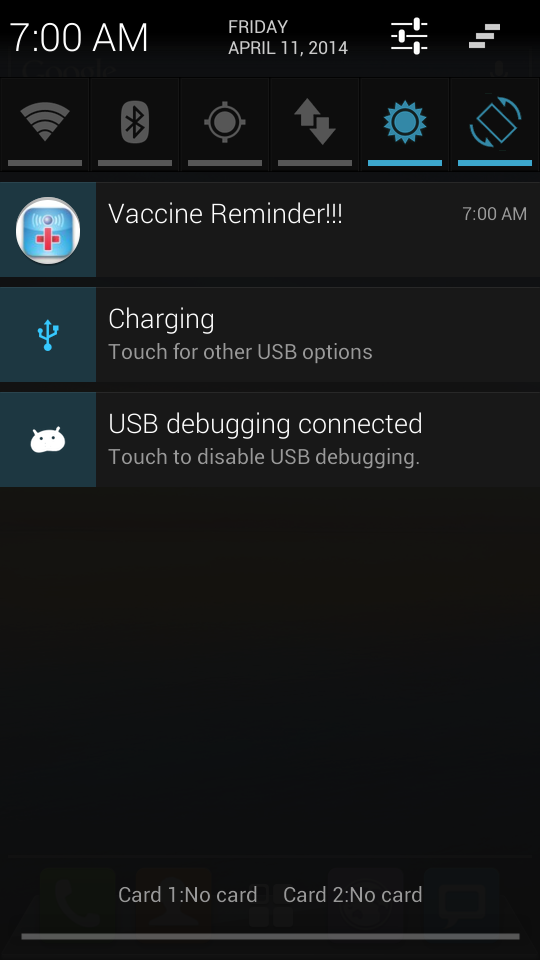 7:00 AM
FRIDAY
APRIL 11, 2014
Google
Vaccine Reminder!!!
7:00 AM
Charging
Touch for other USB options
USB debugging connected
Touch to disable USB debugging.
Card 1:No card
Card 2:No card